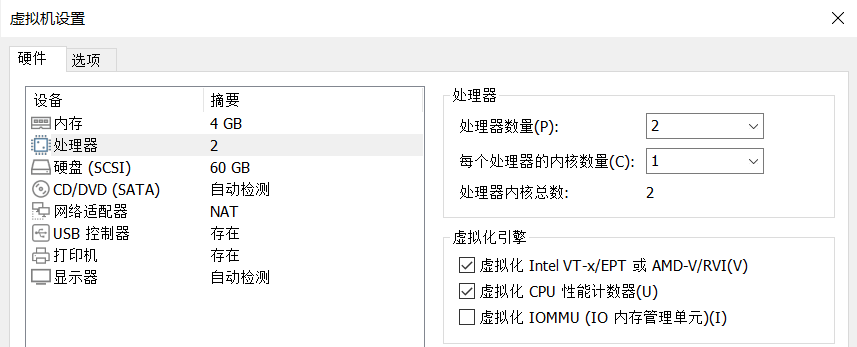 虚拟机设置
硬件 选项
设备 摘要
内存 4 GB
处理器 2
硬盘 (SCSI) 60 GB
CD/DVD (SATA) 自动检测
网络适配器 NAT
USB 控制器 存在
打印机 存在
显示器 自动检测
处理器
处理器数量(P): 2
每个处理器的内核数量(C): 1
处理器内核总数: 2
虚拟化引擎
虚拟化 Intel VT-x/EPT 或 AMD-V/RVI(V)
虚拟化 CPU 性能计数器(U)
虚拟化 IOMMU (IO 内存管理单元)(I)